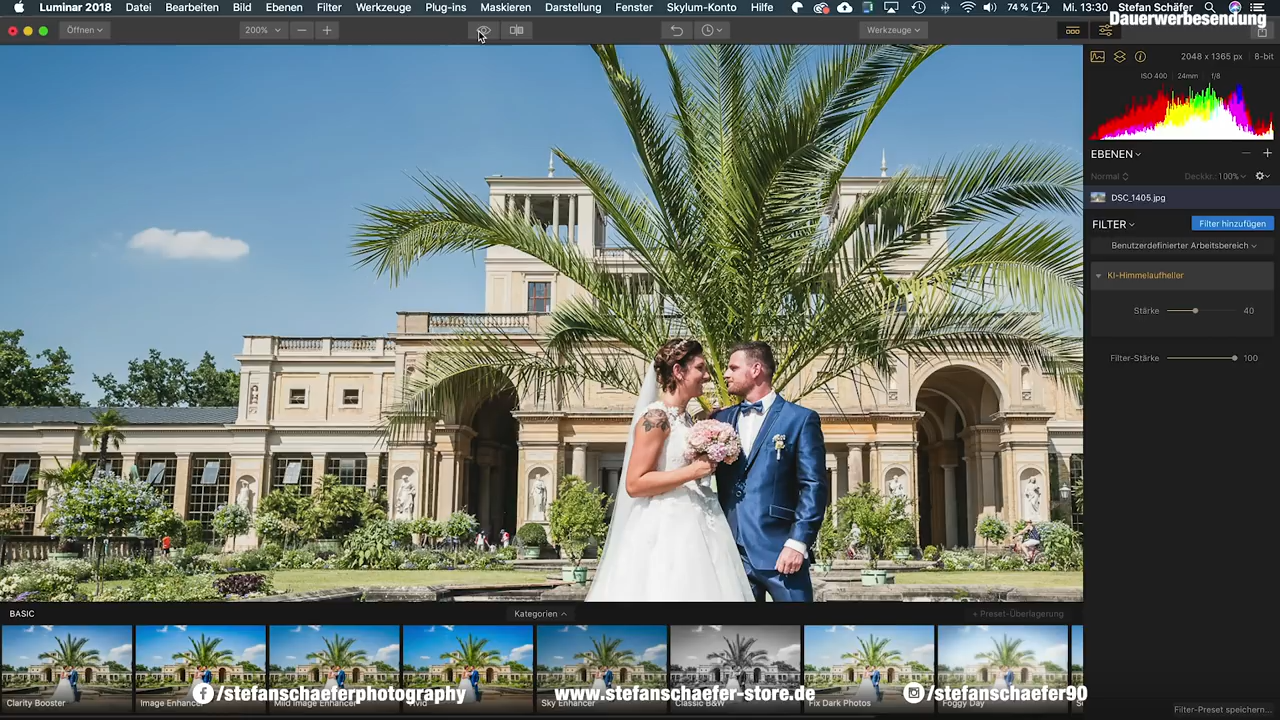 Luminar 2018 Datei Bearbeiten Bild Ebenen Filter Plug-ins Werkzeuge Maskieren Darstellung Fenster Skylum-Konto Hilfe 74 % Mi. 13:30 Stefan Schäfer
Dauerwerbesendung
Öffnen 200% Werkzeuge
2048 x 1365 px 8-bit
ISO 400 24mm f/8
EBENEN
Normal Deckkr.: 100%
DSC_1405.jpg
FILTER Filter hinzufügen
Benutzerdefinierter Arbeitsbereich
KI-Himmelaufheller
Stärke 40
Filter-Stärke 100
BASIC Kategorien + Preset-Überlagerung
/stefanschaeferphotography www.stefanschaefer-store.de /stefanschaefer90
Clarity Booster Image Enhancer Mild Image Enhancer Vivid Sky Enhancer Classic B&W Fix Dark Photos Foggy Day
Filter-Preset speichern...